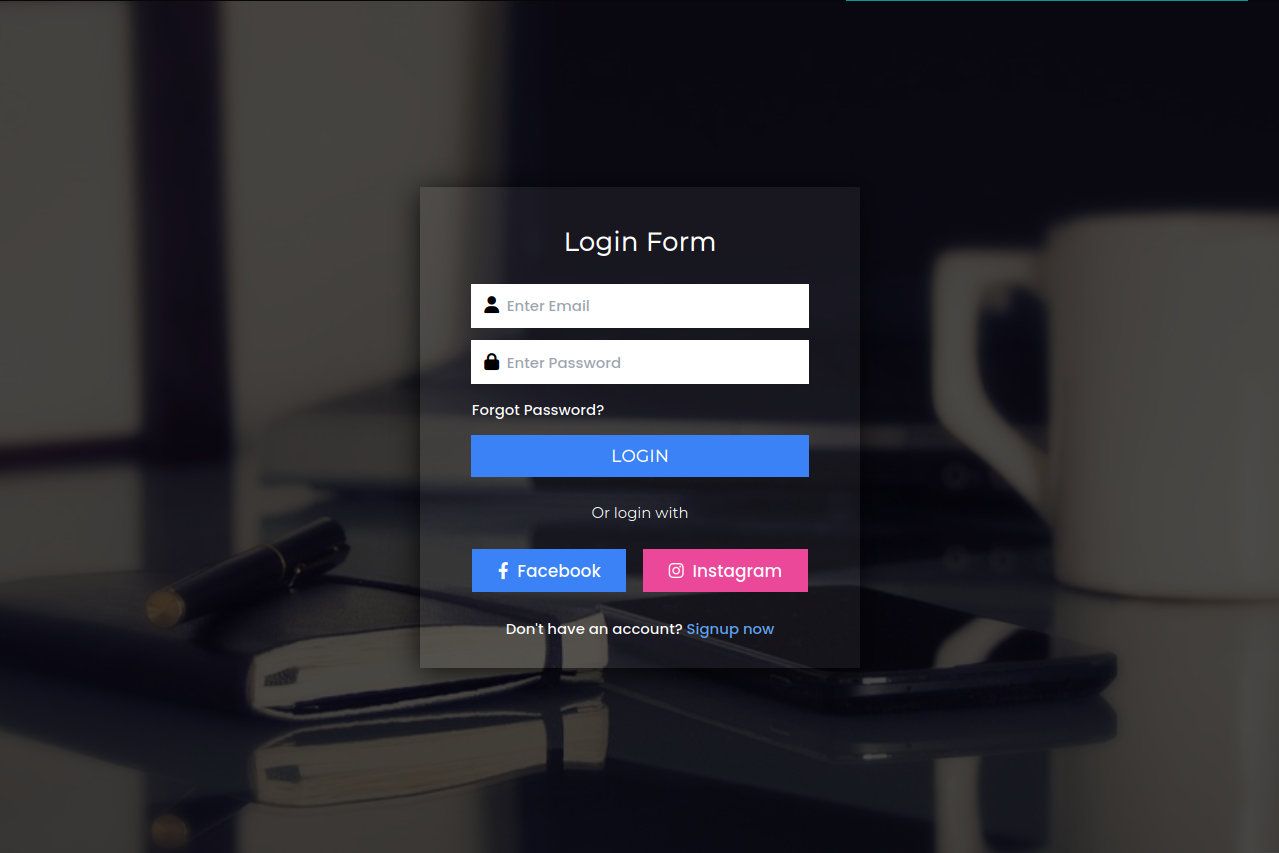 Login Form
Enter Email
Enter Password
Forgot Password?
LOGIN
Or login with
Facebook Instagram
Don't have an account? Signup now